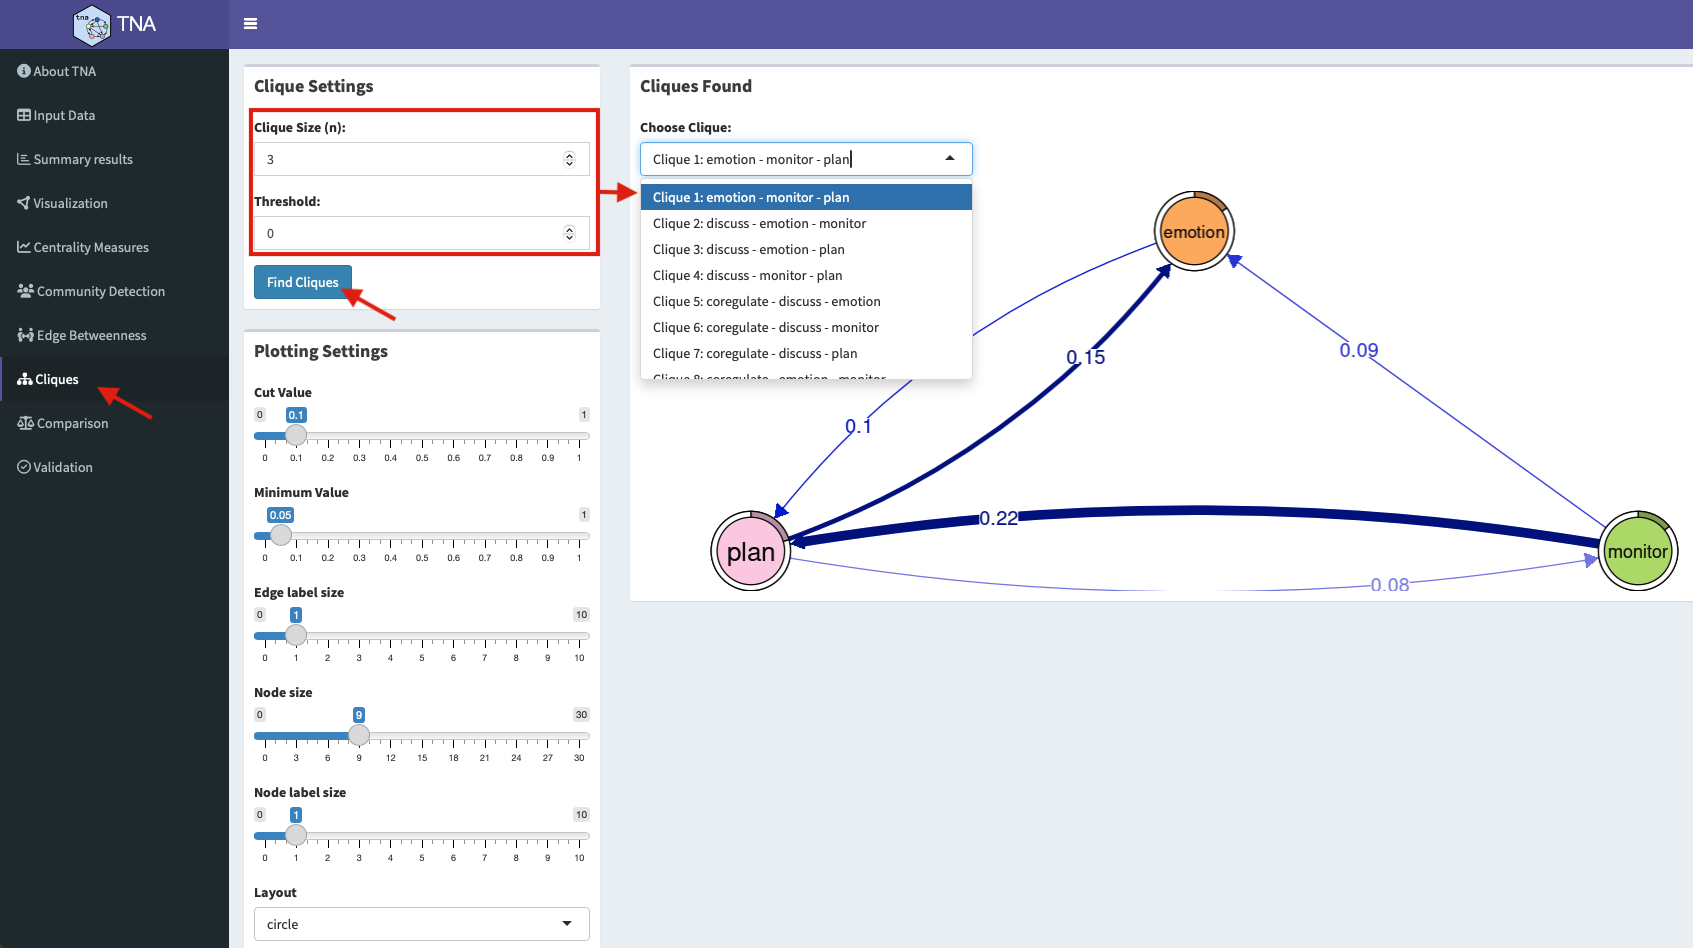 tna TNA
About TNA
Input Data
Summary results
Visualization
Centrality Measures
Community Detection
Edge Betweenness
Cliques
Comparison
Validation
Clique Settings
Clique Size (n):
3
Threshold:
0
Find Cliques
Plotting Settings
Cut Value
0 0.1 1
0 0.1 0.2 0.3 0.4 0.5 0.6 0.7 0.8 0.9 1
Minimum Value
0.05 1
0 0.1 0.2 0.3 0.4 0.5 0.6 0.7 0.8 0.9 1
Edge label size
0 1 10
0 1 2 3 4 5 6 7 8 9 10
Node size
0 9 30
0 3 6 9 12 15 18 21 24 27 30
Node label size
0 1 10
0 1 2 3 4 5 6 7 8 9 10
Layout
circle
Cliques Found
Choose Clique:
Clique 1: emotion - monitor - plan
Clique 1: emotion - monitor - plan
Clique 2: discuss - emotion - monitor
Clique 3: discuss - emotion - plan
Clique 4: discuss - monitor - plan
Clique 5: coregulate - discuss - emotion
Clique 6: coregulate - discuss - monitor
Clique 7: coregulate - discuss - plan
Clique 8: coregulate - emotion - monitor
emotion
0.15
0.09
0.1
0.22
plan
monitor
0.08